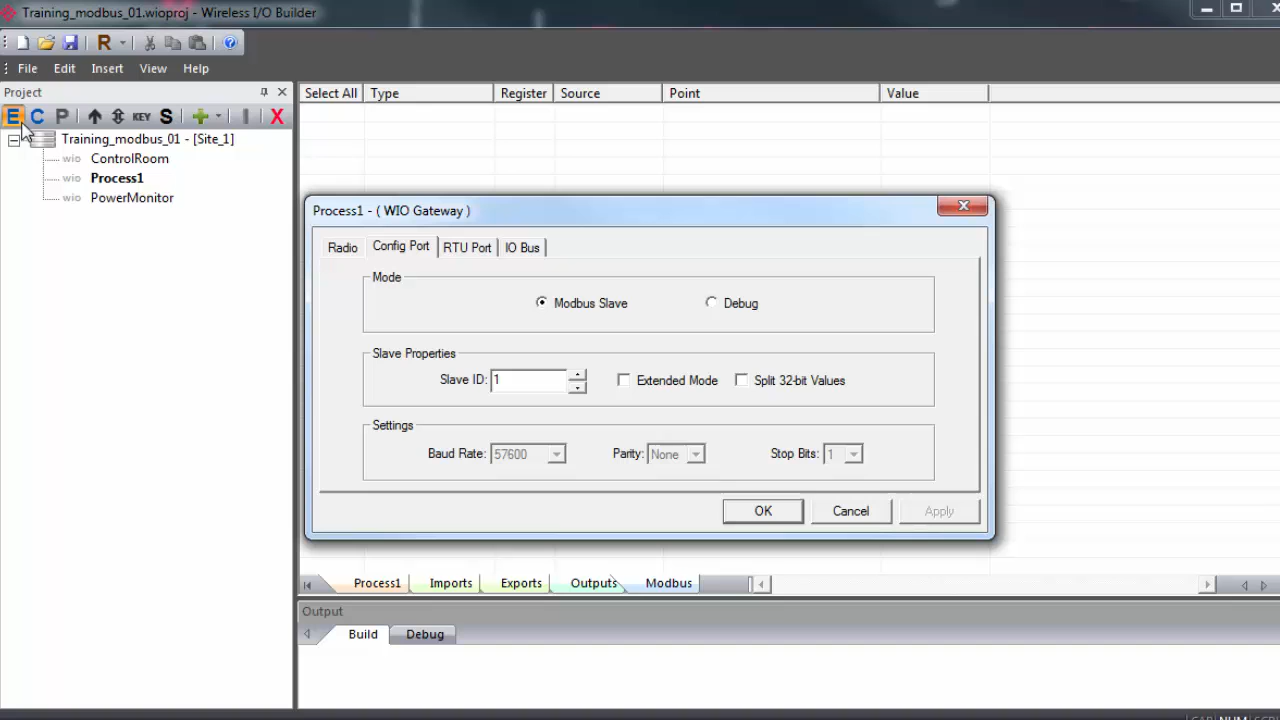 Training_modbus_01.wioproj - Wireless I/O Builder
R
File Edit Insert View Help
Project
E C P KEY S X
Training_modbus_01 - [Site_1]
wio ControlRoom
wio Process1
wio PowerMonitor
Select All Type Register Source Point Value
Process1 - ( WIO Gateway )
Radio Config Port RTU Port IO Bus
Mode
Modbus Slave Debug
Slave Properties
Slave ID: 1 Extended Mode Split 32-bit Values
Settings
Baud Rate: 57600 Parity: None Stop Bits: 1
OK Cancel Apply
Process1 Imports Exports Outputs Modbus
Output
Build Debug